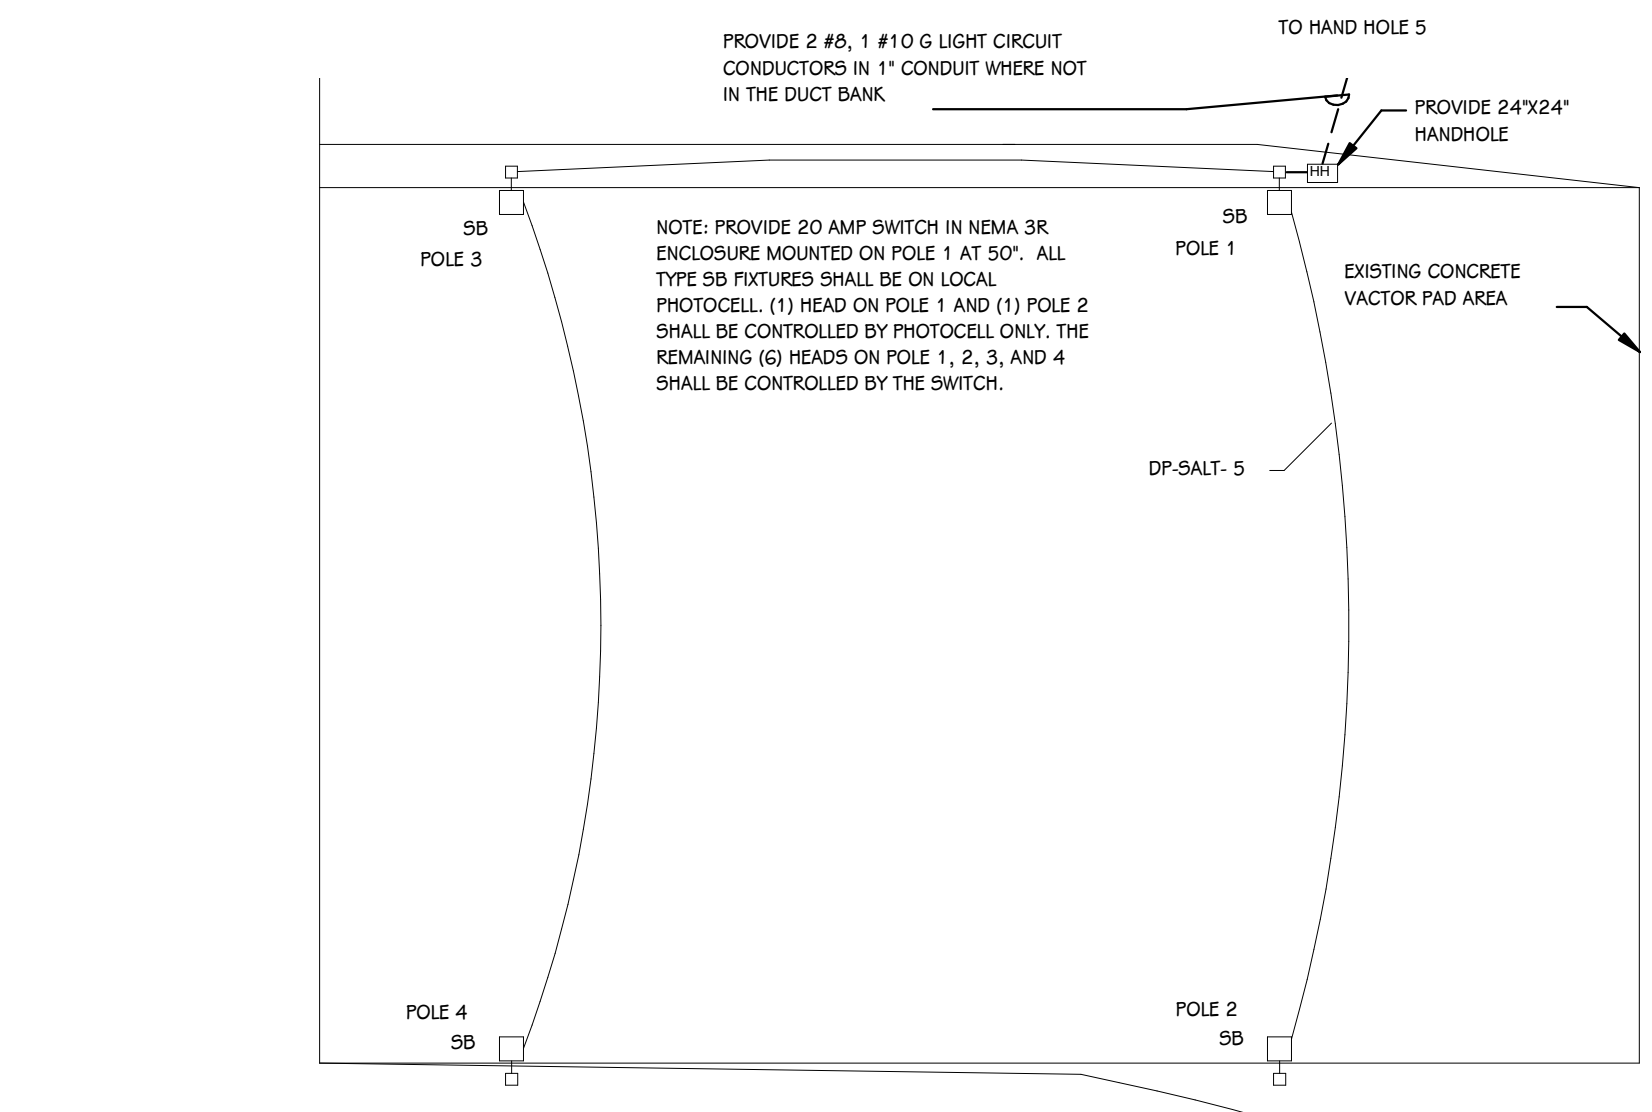 TO HAND HOLE 5
PROVIDE 2 #8, 1 #10 G LIGHT CIRCUIT
CONDUCTORS IN 1" CONDUIT WHERE NOT
IN THE DUCT BANK
PROVIDE 24"X24"
HANDHOLE
HH
SB
POLE 3
NOTE: PROVIDE 20 AMP SWITCH IN NEMA 3R
ENCLOSURE MOUNTED ON POLE 1 AT 50". ALL
TYPE SB FIXTURES SHALL BE ON LOCAL
PHOTOCELL. (1) HEAD ON POLE 1 AND (1) POLE 2
SHALL BE CONTROLLED BY PHOTOCELL ONLY. THE
REMAINING (6) HEADS ON POLE 1, 2, 3, AND 4
SHALL BE CONTROLLED BY THE SWITCH.
SB
POLE 1
EXISTING CONCRETE
VACTOR PAD AREA
DP-SALT- 5
POLE 4
SB
POLE 2
SB